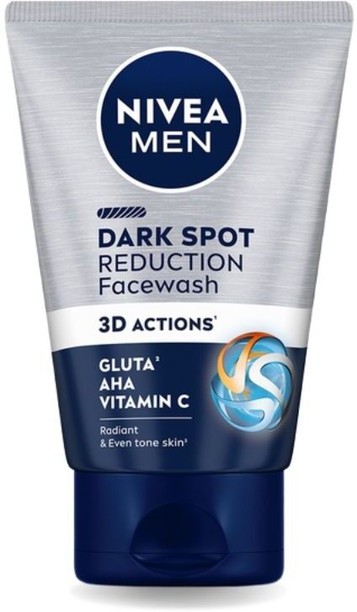 NIVEA
MEN
DARK SPOT
REDUCTION
Facewash
3D ACTIONS¹
GLUTA²
AHA
VITAMIN C
Radiant
& Even tone skin³